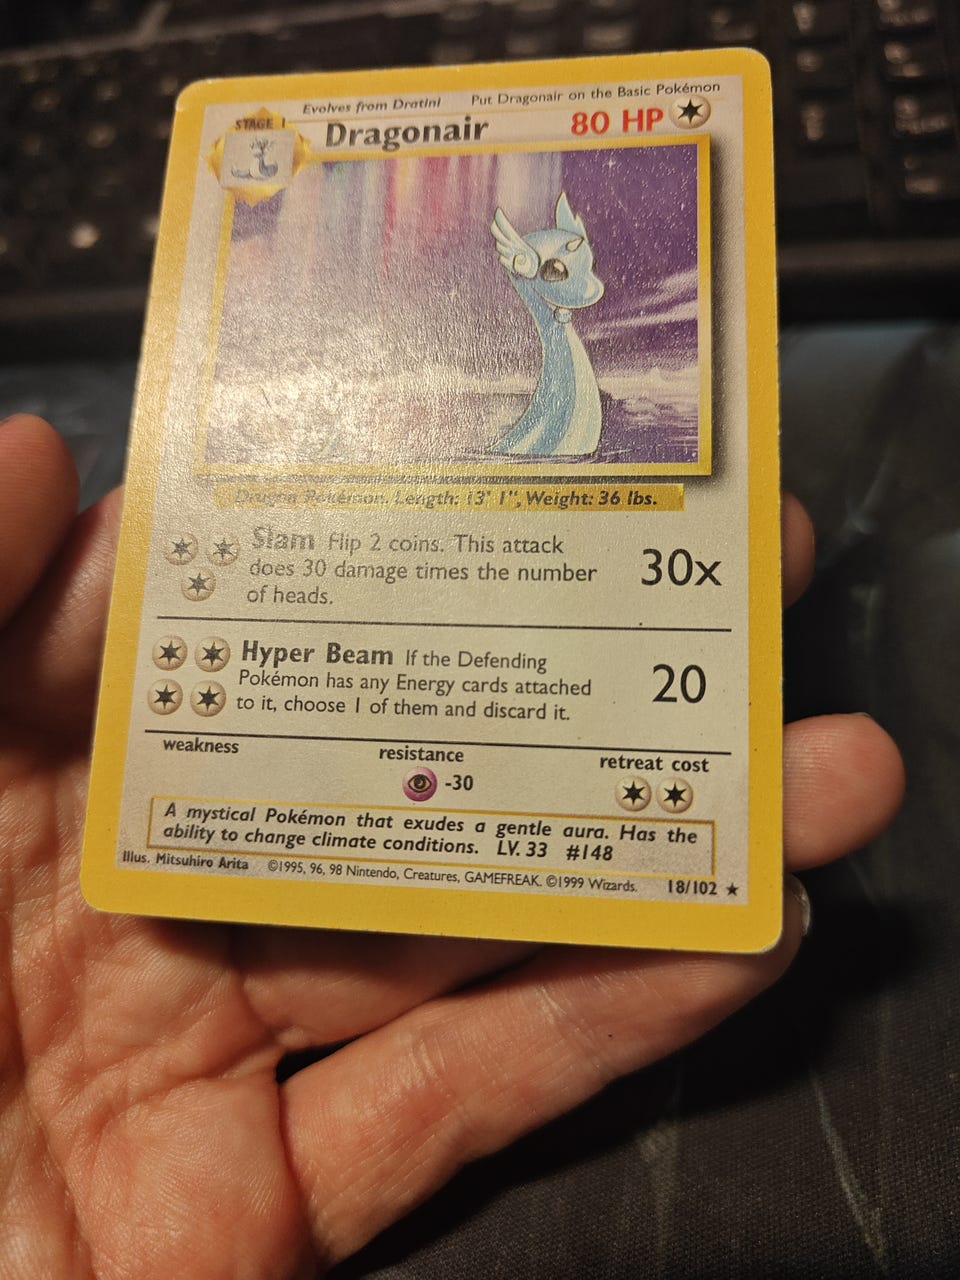 Evolves from Dratini Put Dragonair on the Basic Pokémon
STAGE 1 Dragonair 80 HP
Dragon Pokémon. Length: 13' 1", Weight: 36 lbs.
Slam Flip 2 coins. This attack
does 30 damage times the number
of heads.
30x
Hyper Beam If the Defending
Pokémon has any Energy cards attached
to it, choose 1 of them and discard it.
20
weakness resistance retreat cost
-30
A mystical Pokémon that exudes a gentle aura. Has the
ability to change climate conditions. LV. 33 #148
Illus. Mitsuhiro Arita ©1995, 96, 98 Nintendo, Creatures, GAMEFREAK. ©1999 Wizards. 18/102 ★